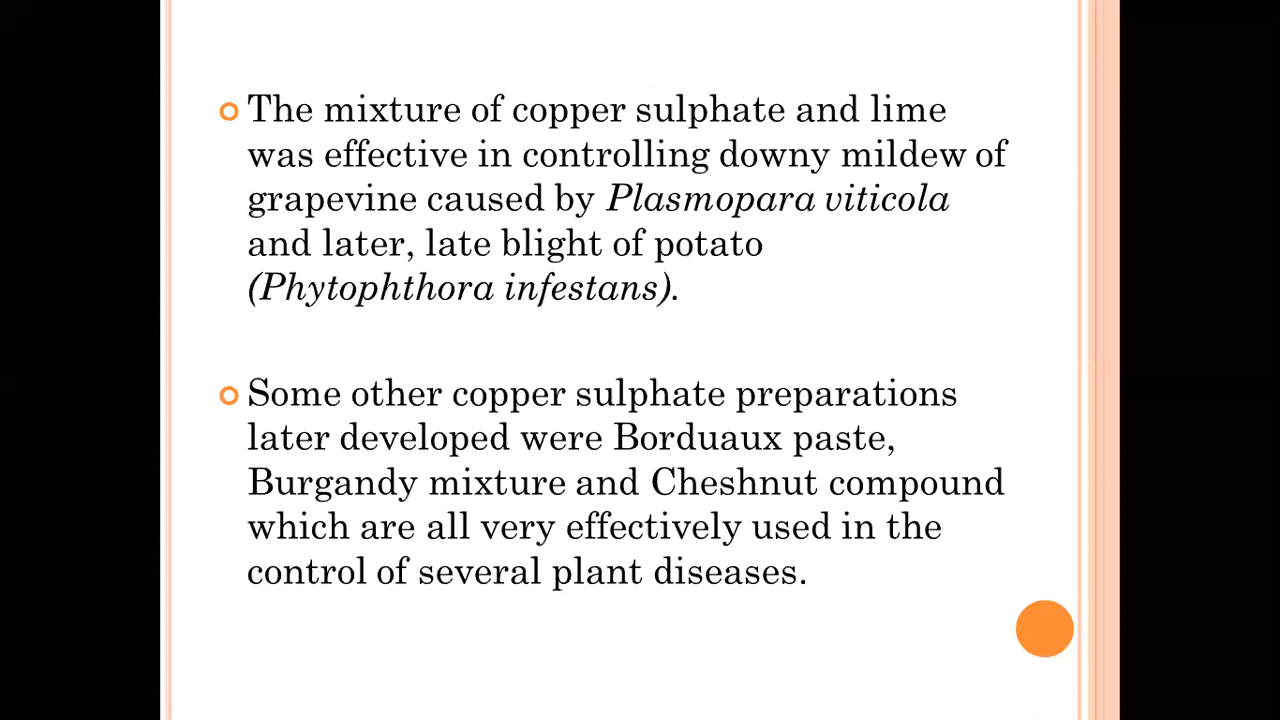 The mixture of copper sulphate and lime
was effective in controlling downy mildew of
grapevine caused by Plasmopara viticola
and later, late blight of potato
(Phytophthora infestans).
Some other copper sulphate preparations
later developed were Borduaux paste,
Burgandy mixture and Cheshnut compound
which are all very effectively used in the
control of several plant diseases.